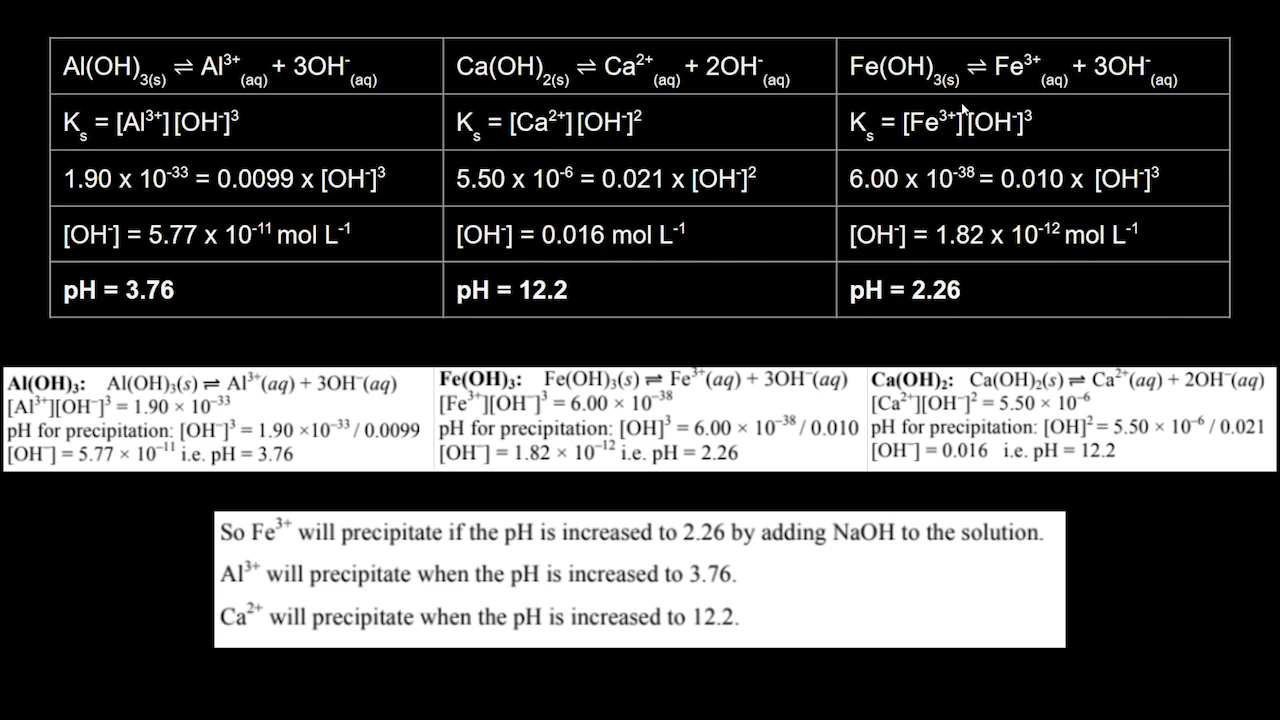 Al(OH)3(s) ⇌ Al³⁺(aq) + 3OH⁻(aq)
Ca(OH)2(s) ⇌ Ca²⁺(aq) + 2OH⁻(aq)
Fe(OH)3(s) ⇌ Fe³⁺(aq) + 3OH⁻(aq)
Ks = [Al³⁺][OH⁻]³
Ks = [Ca²⁺][OH⁻]²
Ks = [Fe³⁺][OH⁻]³
1.90 x 10⁻³³ = 0.0099 x [OH⁻]³
5.50 x 10⁻⁶ = 0.021 x [OH⁻]²
6.00 x 10⁻³⁸ = 0.010 x [OH⁻]³
[OH⁻] = 5.77 x 10⁻¹¹ mol L⁻¹
[OH⁻] = 0.016 mol L⁻¹
[OH⁻] = 1.82 x 10⁻¹² mol L⁻¹
pH = 3.76
pH = 12.2
pH = 2.26
Al(OH)₃: Al(OH)₃(s) ⇌ Al³⁺(aq) + 3OH⁻(aq)
[Al³⁺][OH⁻]³ = 1.90 × 10⁻³³
pH for precipitation: [OH⁻]³ = 1.90 ×10⁻³³ / 0.0099
[OH⁻] = 5.77 × 10⁻¹¹ i.e. pH = 3.76
Fe(OH)₃: Fe(OH)₃(s) ⇌ Fe³⁺(aq) + 3OH⁻(aq)
[Fe³⁺][OH⁻]³ = 6.00 × 10⁻³⁸
pH for precipitation: [OH]³ = 6.00 × 10⁻³⁸ / 0.010
[OH⁻] = 1.82 × 10⁻¹² i.e. pH = 2.26
Ca(OH)₂: Ca(OH)₂(s) ⇌ Ca²⁺(aq) + 2OH⁻(aq)
[Ca²⁺][OH⁻]² = 5.50 × 10⁻⁶
pH for precipitation: [OH]² = 5.50 × 10⁻⁶ / 0.021
[OH⁻] = 0.016 i.e. pH = 12.2
So Fe³⁺ will precipitate if the pH is increased to 2.26 by adding NaOH to the solution.
Al³⁺ will precipitate when the pH is increased to 3.76.
Ca²⁺ will precipitate when the pH is increased to 12.2.